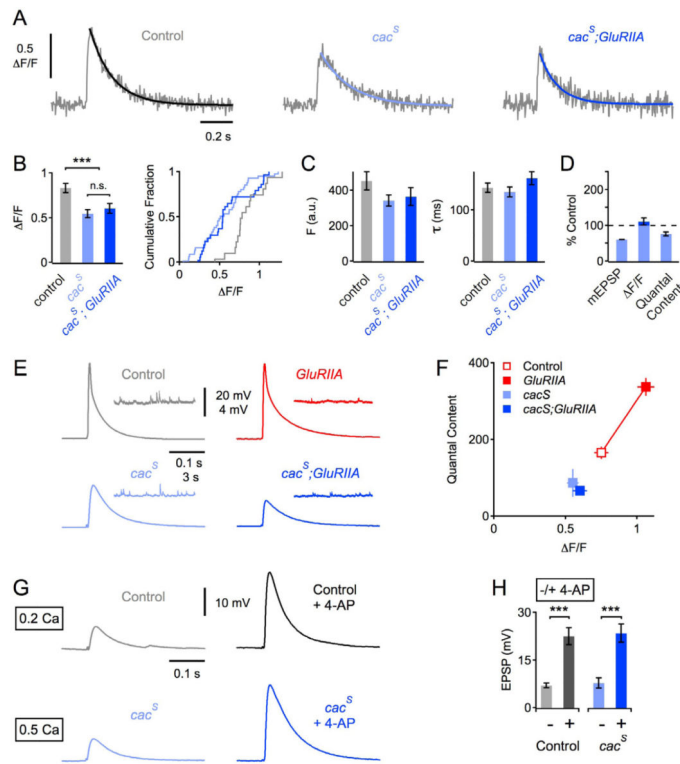 A
0.5
ΔF/F
Control
cac^S
cac^S;GluRIIA
0.2 s
B
ΔF/F
1
0.5
0
***
n.s.
control
cac^S
cac^S; GluRIIA
Cumulative Fraction
1
0.5
0
0
1
ΔF/F
C
F (a.u.)
400
200
0
control
cac^S
cac^S; GluRIIA
τ (ms)
150
0
control
cac^S
cac^S; GluRIIA
D
% Control
200
100
0
mEPSP
ΔF/F
Quantal
Content
E
Control
20 mV
4 mV
GluRIIA
0.1 s
3 s
cac^S
cac^S;GluRIIA
F
Quantal Content
400
200
0
0
0.5
1
ΔF/F
Control
GluRIIA
cacS
cacS;GluRIIA
G
0.2 Ca
Control
10 mV
Control
+ 4-AP
0.1 s
0.5 Ca
cac^S
cac^S
+ 4-AP
H
-/+ 4-AP
EPSP (mV)
30
15
0
***
***
- + - +
Control cac^S